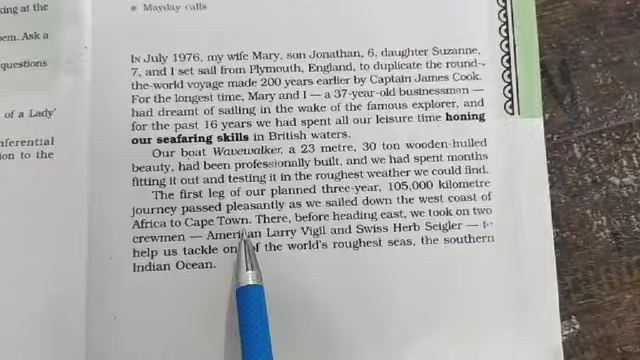 king at the
em. Ask a
questions
of a Lady'
nferential
ion to the
Mayday calls
In July 1976, my wife Mary, son Jonathan, 6, daughter Suzanne,
7, and I set sail from Plymouth, England, to duplicate the round-
the-world voyage made 200 years earlier by Captain James Cook.
For the longest time, Mary and I — a 37-year-old businessman —
had dreamt of sailing in the wake of the famous explorer, and
for the past 16 years we had spent all our leisure time honing
our seafaring skills in British waters.
Our boat Wavewalker, a 23 metre, 30 ton wooden-hulled
beauty, had been professionally built, and we had spent months
fitting it out and testing it in the roughest weather we could find.
The first leg of our planned three-year, 105,000 kilometre
journey passed pleasantly as we sailed down the west coast of
Africa to Cape Town. There, before heading east, we took on two
crewmen — American Larry Vigil and Swiss Herb Seigler — to
help us tackle on of the world's roughest seas, the southern
Indian Ocean.